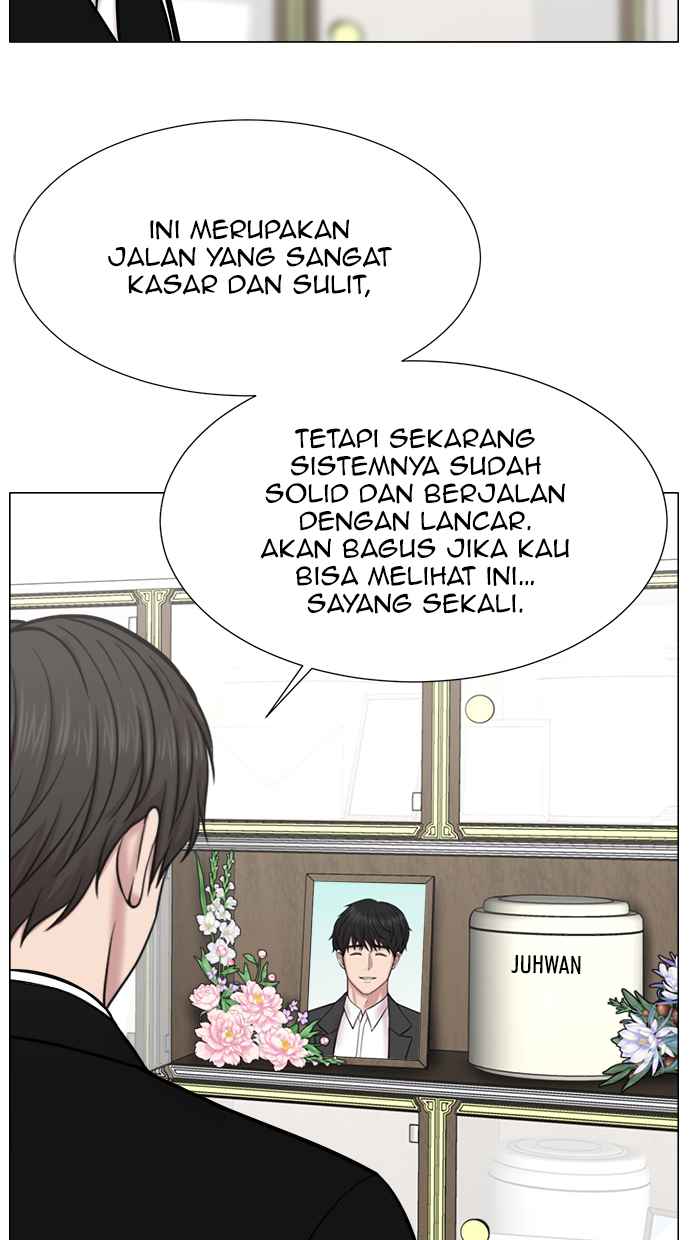 INI MERUPAKAN
JALAN YANG SANGAT
KASAR DAN SULIT,
TETAPI SEKARANG
SISTEMNYA SUDAH
SOLID DAN BERJALAN
DENGAN LANCAR.
AKAN BAGUS JIKA KAU
BISA MELIHAT INI...
SAYANG SEKALI.
JUHWAN